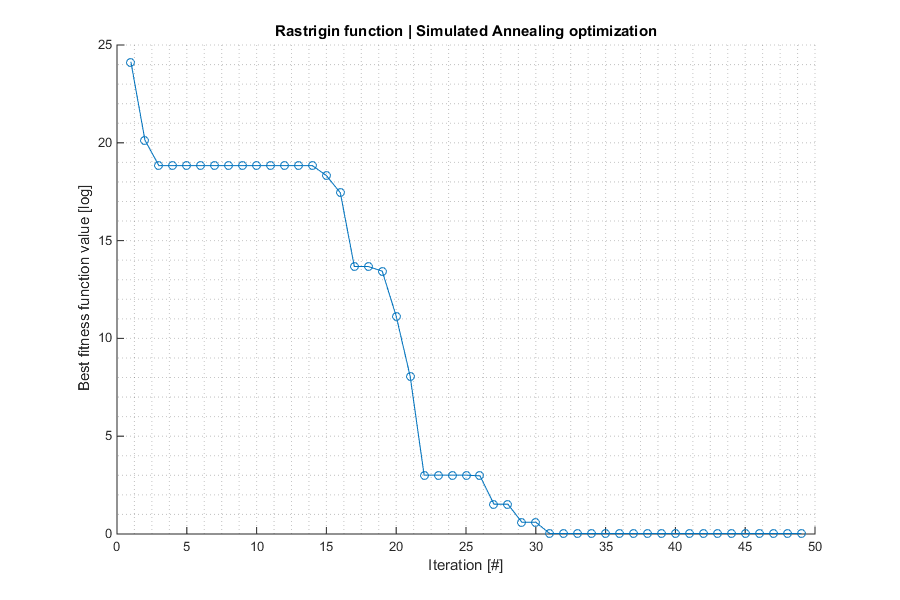 Rastrigin function | Simulated Annealing optimization
25
20
15
10
5
0
Best fitness function value [log]
0 5 10 15 20 25 30 35 40 45 50
Iteration [#]